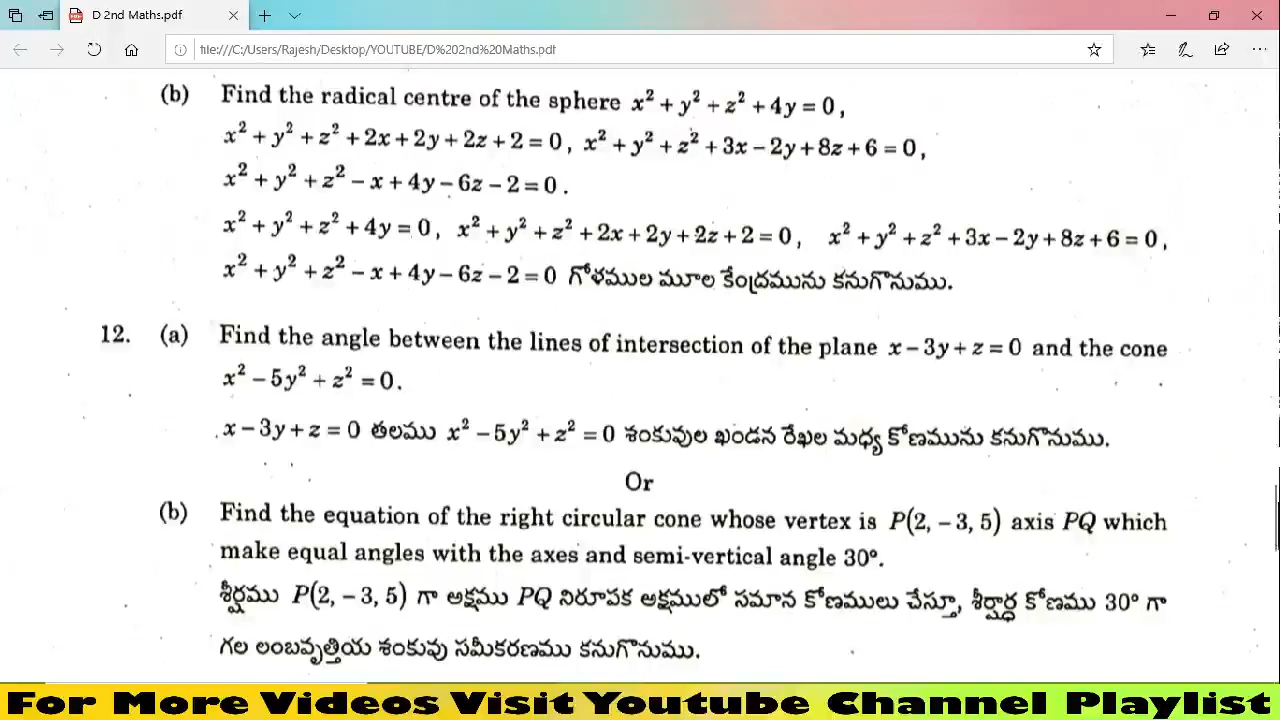 D 2nd Maths.pdf
file:///C:/Users/Rajesh/Desktop/YOUTUBE/D%202nd%20Maths.pdf
(b) Find the radical centre of the sphere x² + y² + z² + 4y = 0,
x² + y² + z² + 2x + 2y + 2z + 2 = 0, x² + y² + z² + 3x − 2y + 8z + 6 = 0,
x² + y² + z² − x + 4y − 6z − 2 = 0.
x² + y² + z² + 4y = 0, x² + y² + z² + 2x + 2y + 2z + 2 = 0, x² + y² + z² + 3x − 2y + 8z + 6 = 0,
x² + y² + z² − x + 4y − 6z − 2 = 0 గోళముల మూల కేంద్రమును కనుగొనుము.
12. (a) Find the angle between the lines of intersection of the plane x − 3y + z = 0 and the cone
x² − 5y² + z² = 0.
x − 3y + z = 0 తలము x² − 5y² + z² = 0 శంకువుల ఖండన రేఖల మధ్య కోణమును కనుగొనుము.
Or
(b) Find the equation of the right circular cone whose vertex is P(2, − 3, 5) axis PQ which
make equal angles with the axes and semi-vertical angle 30°.
శీర్షము P(2, − 3, 5) గా అక్షము PQ నిరూపక అక్షములో సమాన కోణములు చేస్తూ, శీర్షార్ధ కోణము 30° గా
గల లంబవృత్తియ శంకువు సమీకరణము కనుగొనుము.
For More Videos Visit Youtube Channel Playlist